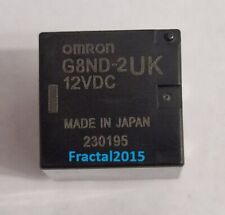 omron
G8ND-2UK
12VDC
MADE IN JAPAN
230195
Fractal2015